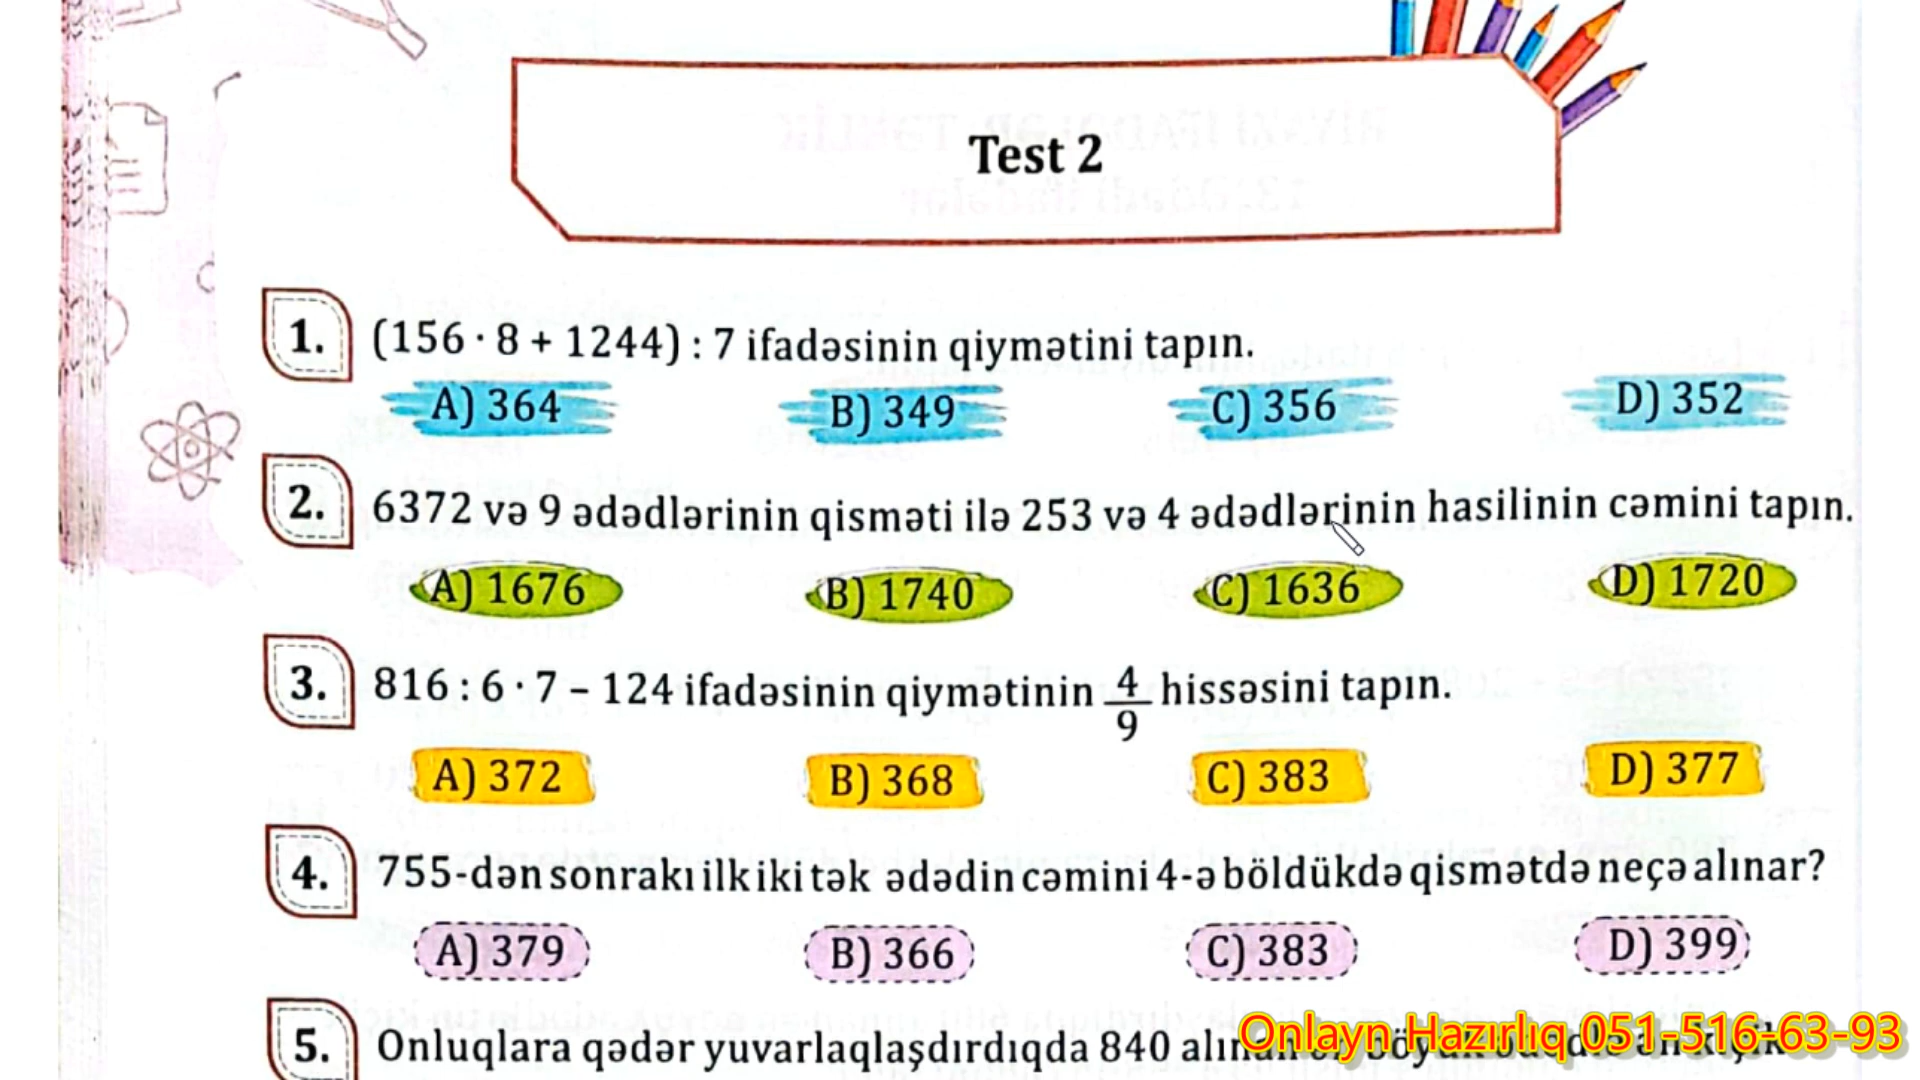 Test 2
1. (156 · 8 + 1244) : 7 ifadəsinin qiymətini tapın.
A) 364 B) 349 C) 356 D) 352
2. 6372 və 9 ədədlərinin qisməti ilə 253 və 4 ədədlərinin hasilinin cəmini tapın.
A) 1676 B) 1740 C) 1636 D) 1720
3. 816 : 6 · 7 – 124 ifadəsinin qiymətinin 4/9 hissəsini tapın.
A) 372 B) 368 C) 383 D) 377
4. 755-dən sonrakı ilk iki tək ədədin cəmini 4-ə böldükdə qismətdə neçə alınar?
A) 379 B) 366 C) 383 D) 399
5. Onluqlara qədər yuvarlaqlaşdırdıqda 840
Onlayn Hazırlıq 051-516-63-93